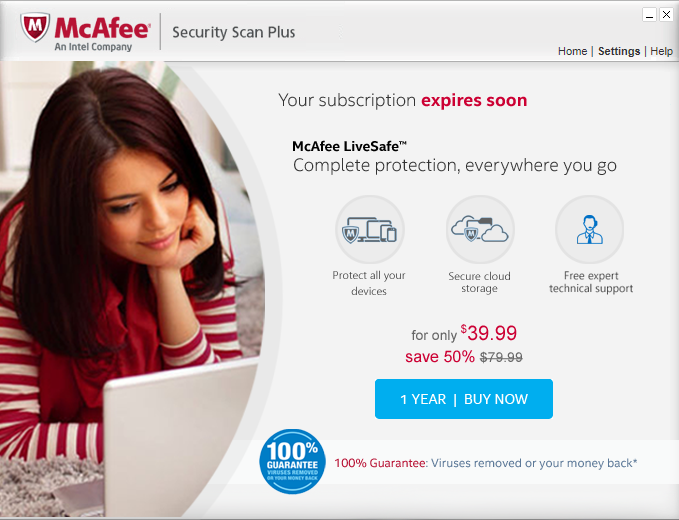 McAfee®
An Intel Company
Security Scan Plus
Home | Settings | Help
Your subscription expires soon
McAfee LiveSafe™
Complete protection, everywhere you go
Protect all your
devices
Secure cloud
storage
Free expert
technical support
for only $39.99
save 50% $79.99
1 YEAR | BUY NOW
100%
GUARANTEE
VIRUSES REMOVED
OR YOUR MONEY BACK
100% Guarantee: Viruses removed or your money back*